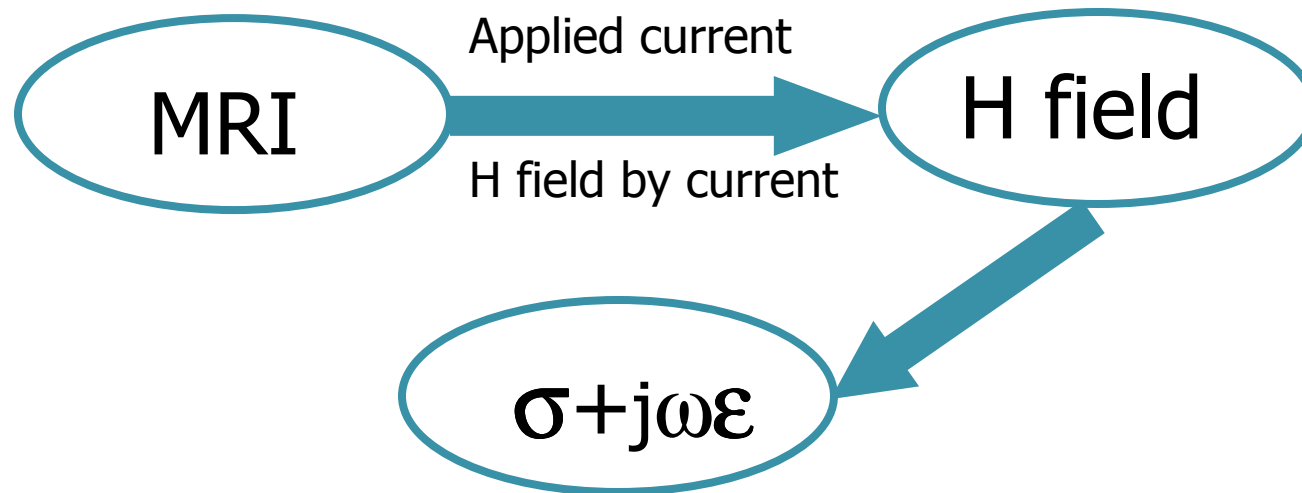 Applied current
MRI
H field
H field by current
σ+jωε